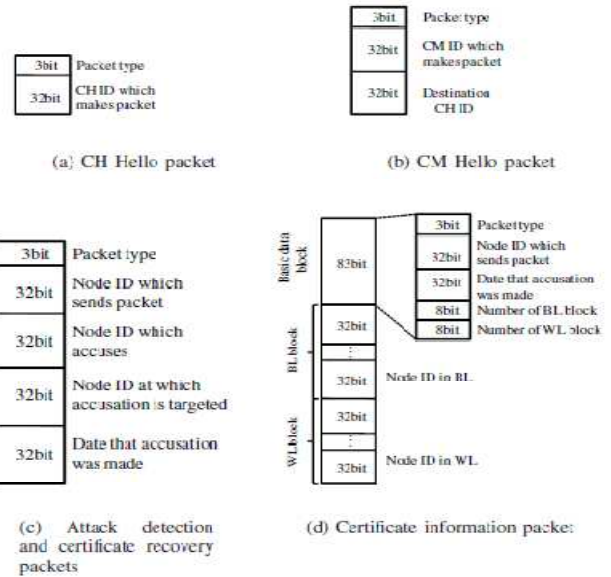 3bit Packet type
32bit CH ID which
makes packet
(a) CH Hello packet
3bit Packet type
32bit CM ID which
makes packet
32bit Destination
CH ID
(b) CM Hello packet
3bit Packet type
32bit Node ID which
sends packet
32bit Node ID which
accuses
32bit Node ID at which
accusation is targeted
32bit Date that accusation
was made
(c) Attack detection
and certificate recovery
packets
Basic data
block
83bit
3bit Packet type
32bit Node ID which
sends packet
32bit Date that accusation
was made
8bit Number of BL block
8bit Number of WL block
BL block
32bit
⋮
32bit Node ID in BL
WL block
32bit
⋮
32bit Node ID in WL
(d) Certificate information packet